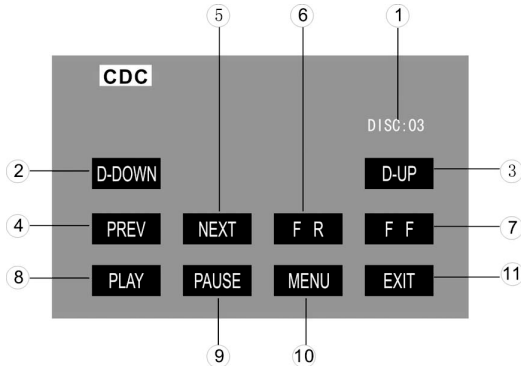 ⑤ ⑥ ①
CDC
DISC:03
② D-DOWN D-UP ③
④ PREV NEXT F R F F ⑦
⑧ PLAY PAUSE MENU EXIT ⑪
⑨ ⑩